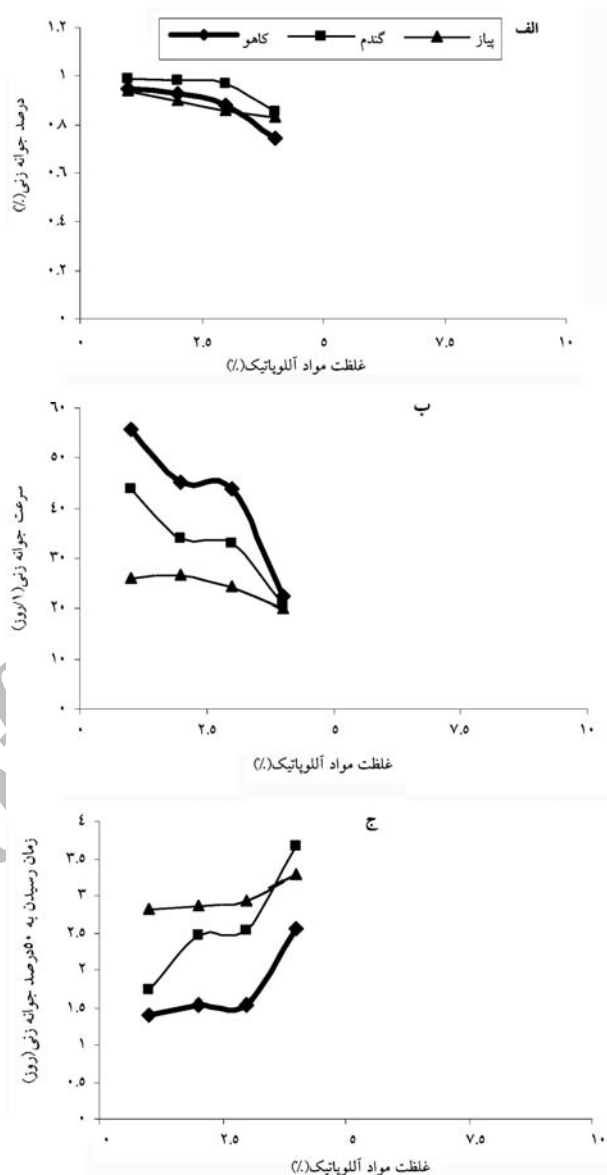 الف
کاهو گندم پیاز
۱.۲
۱
۰.۸
۰.۶
۰.٤
۰.۲
۰
درصد جوانه زنی(٪)
۰ ۲.۵ ۵ ۷.۵ ۱۰
غلظت مواد آللوپاتیک(٪)
ب
٦۰
۵۰
٤۰
۳۰
۲۰
۱۰
۰
سرعت جوانه زنی(۱/روز)
۰ ۲.۵ ۵ ۷.۵ ۱۰
غلظت مواد آللوپاتیک(٪)
ج
٤
۳.۵
۳
۲.۵
۲
۱.۵
۱
۰.۵
۰
زمان رسیدن به ۵۰درصد جوانه زنی(روز)
۰ ۲.۵ ۵ ۷.۵ ۱۰
غلظت مواد آللوپاتیک(٪)